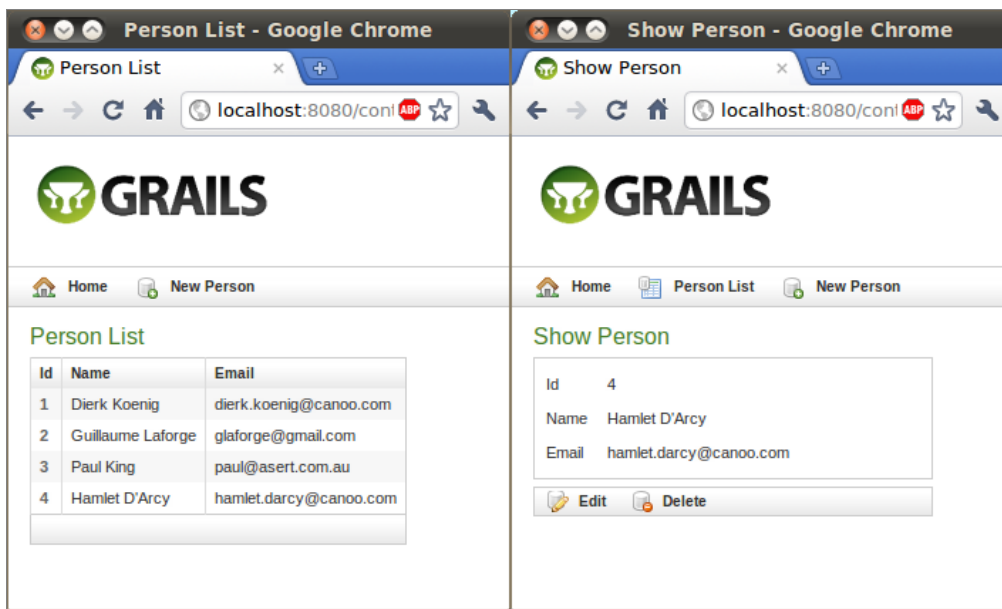 Person List - Google Chrome
Person List
localhost:8080/cont
ABP
GRAILS
Home New Person
Person List
Id Name Email
1 Dierk Koenig dierk.koenig@canoo.com
2 Guillaume Laforge glaforge@gmail.com
3 Paul King paul@asert.com.au
4 Hamlet D'Arcy hamlet.darcy@canoo.com
Show Person - Google Chrome
Show Person
localhost:8080/cont
ABP
GRAILS
Home Person List New Person
Show Person
Id 4
Name Hamlet D'Arcy
Email hamlet.darcy@canoo.com
Edit Delete